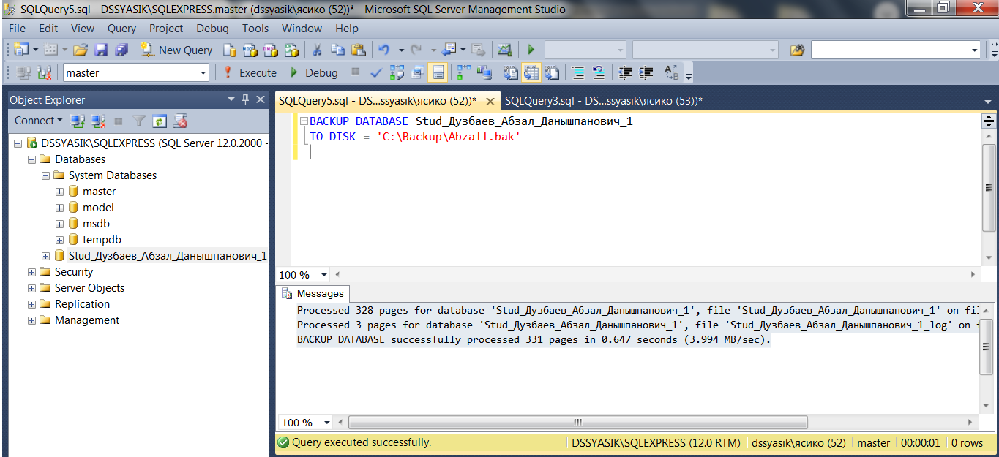 SQLQuery5.sql - DSSYASIK\SQLEXPRESS.master (dssyasik\ясико (52))* - Microsoft SQL Server Management Studio
File Edit View Query Project Debug Tools Window Help
New Query
master Execute Debug
Object Explorer
Connect
DSSYASIK\SQLEXPRESS (SQL Server 12.0.2000 -
Databases
System Databases
master
model
msdb
tempdb
Stud_Дузбаев_Абзал_Данышпанович_1
Security
Server Objects
Replication
Management
SQLQuery5.sql - DS...ssyasik\ясико (52))* SQLQuery3.sql - DS...ssyasik\ясико (53))*
BACKUP DATABASE Stud_Дузбаев_Абзал_Данышпанович_1
TO DISK = 'C:\Backup\Abzall.bak'
100 %
Messages
Processed 328 pages for database 'Stud_Дузбаев_Абзал_Данышпанович_1', file 'Stud_Дузбаев_Абзал_Данышпанович_1' on
Processed 3 pages for database 'Stud_Дузбаев_Абзал_Данышпанович_1', file 'Stud_Дузбаев_Абзал_Данышпанович_1_log' on
BACKUP DATABASE successfully processed 331 pages in 0.647 seconds (3.994 MB/sec).
100 %
Query executed successfully. DSSYASIK\SQLEXPRESS (12.0 RTM) dssyasik\ясико (52) master 00:00:01 0 rows